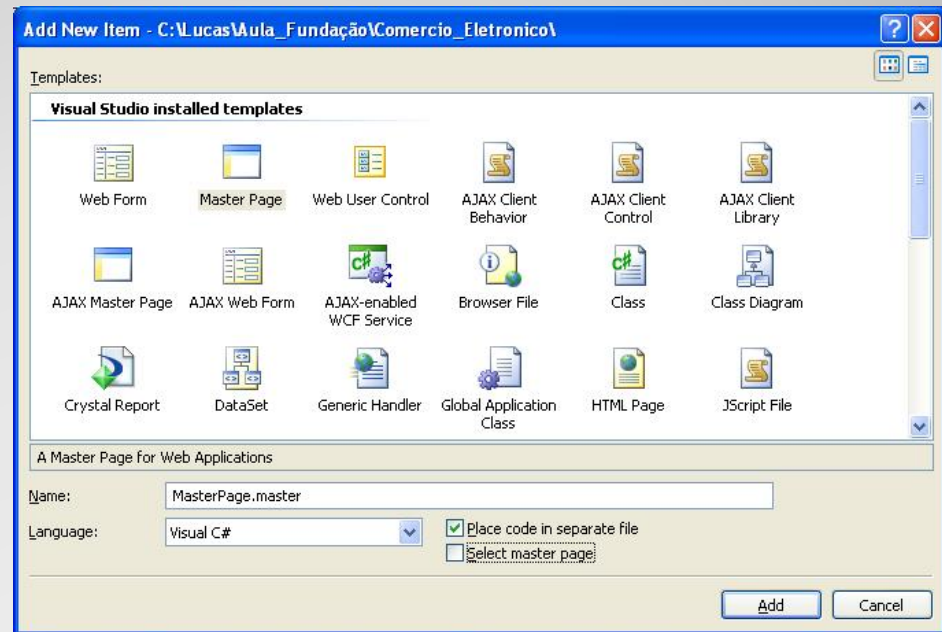 Add New Item - C:\Lucas\Aula_Fundação\Comercio_Eletronico\
Templates:
Visual Studio installed templates
Web Form
Master Page
Web User Control
AJAX Client
Behavior
AJAX Client
Control
AJAX Client
Library
AJAX Master Page
AJAX Web Form
AJAX-enabled
WCF Service
Browser File
Class
Class Diagram
Crystal Report
DataSet
Generic Handler
Global Application
Class
HTML Page
JScript File
A Master Page for Web Applications
Name:
MasterPage.master
Language:
Visual C#
Place code in separate file
Select master page
Add
Cancel